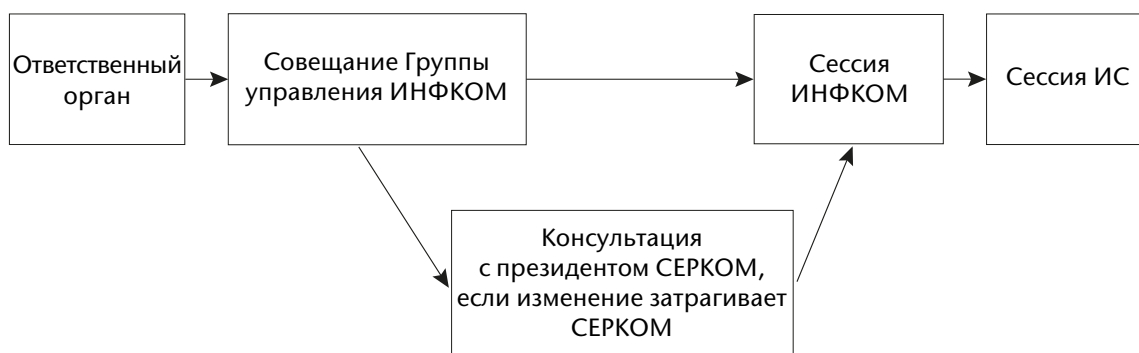 Ответственный
орган
Совещание Группы
управления ИНФКОМ
Сессия
ИНФКОМ
Сессия ИС
Консультация
с президентом СЕРКОМ,
если изменение затрагивает
СЕРКОМ